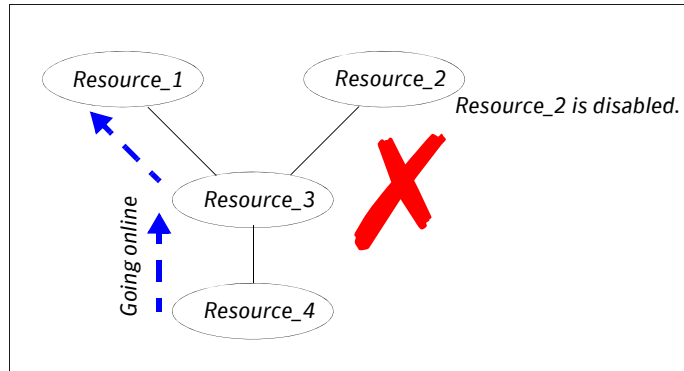 Resource_1
Resource_2
Resource_2 is disabled.
Resource_3
Going online
Resource_4